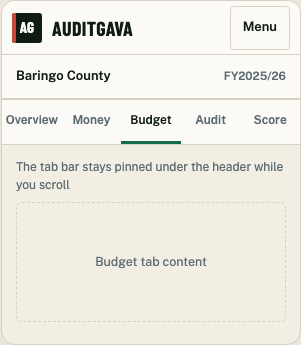 AG AUDITGAVA Menu
Baringo County FY2025/26
Overview Money Budget Audit Score
The tab bar stays pinned under the header while
you scroll
Budget tab content